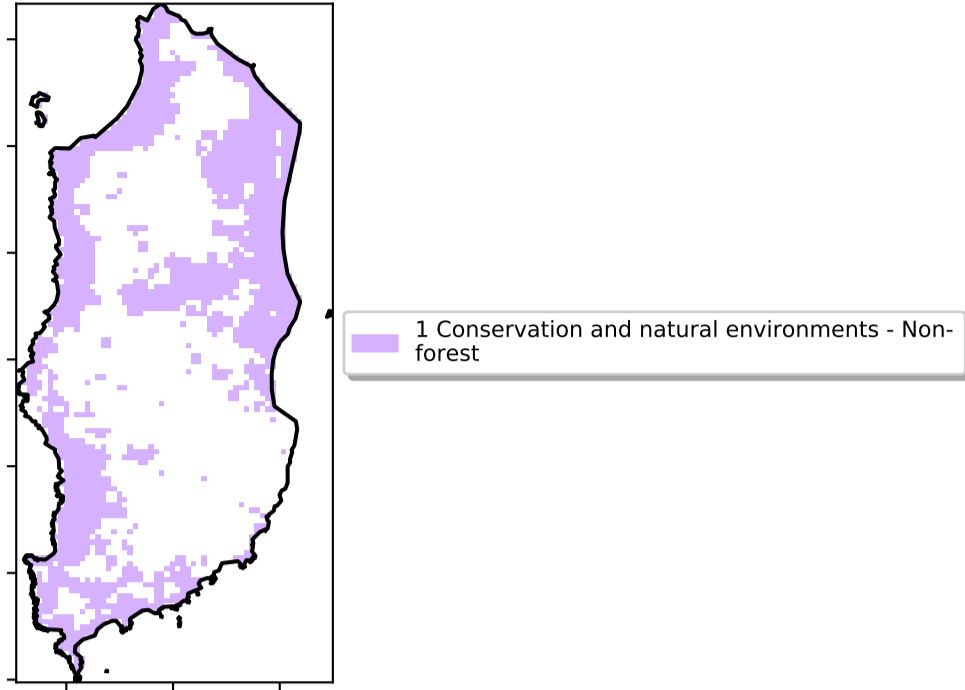 1 Conservation and natural environments - Non-
forest